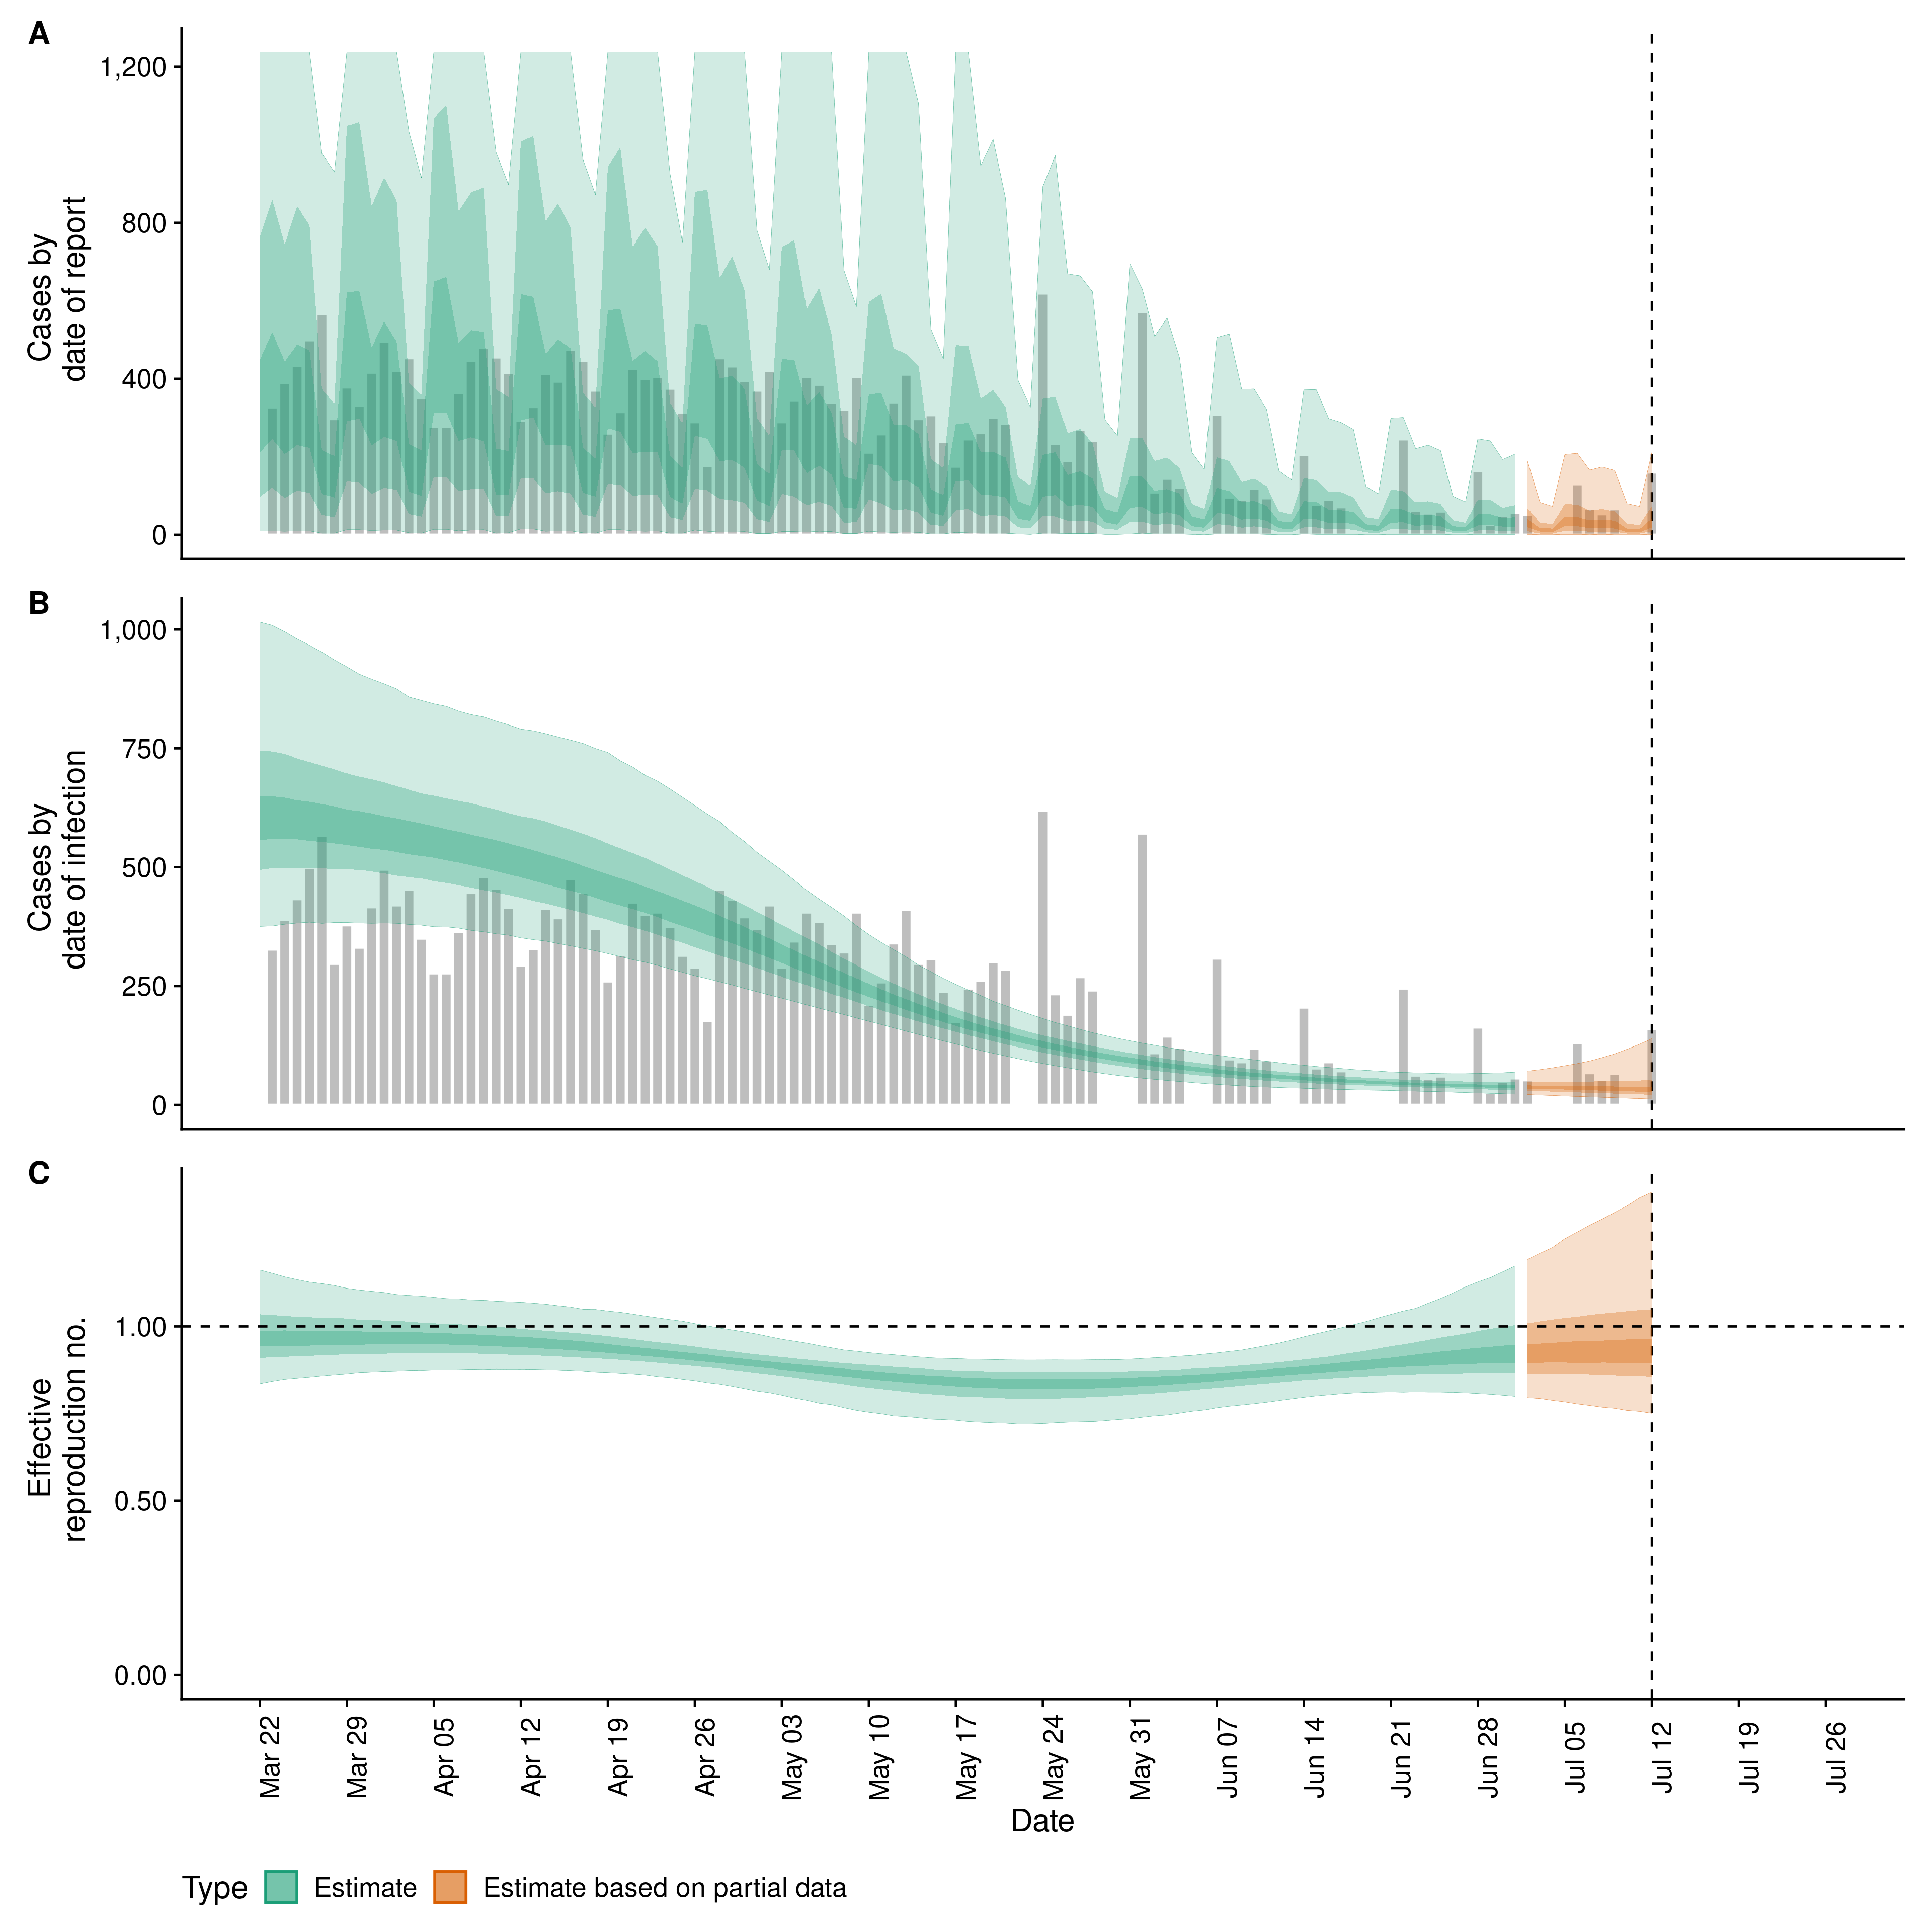 A
1,200
800
400
0
Cases by
date of report
B
1,000
750
500
250
0
Cases by
date of infection
C
1.00
0.50
0.00
Effective
reproduction no.
Mar 22
Mar 29
Apr 05
Apr 12
Apr 19
Apr 26
May 03
May 10
May 17
May 24
May 31
Jun 07
Jun 14
Jun 21
Jun 28
Jul 05
Jul 12
Jul 19
Jul 26
Date
Type Estimate Estimate based on partial data